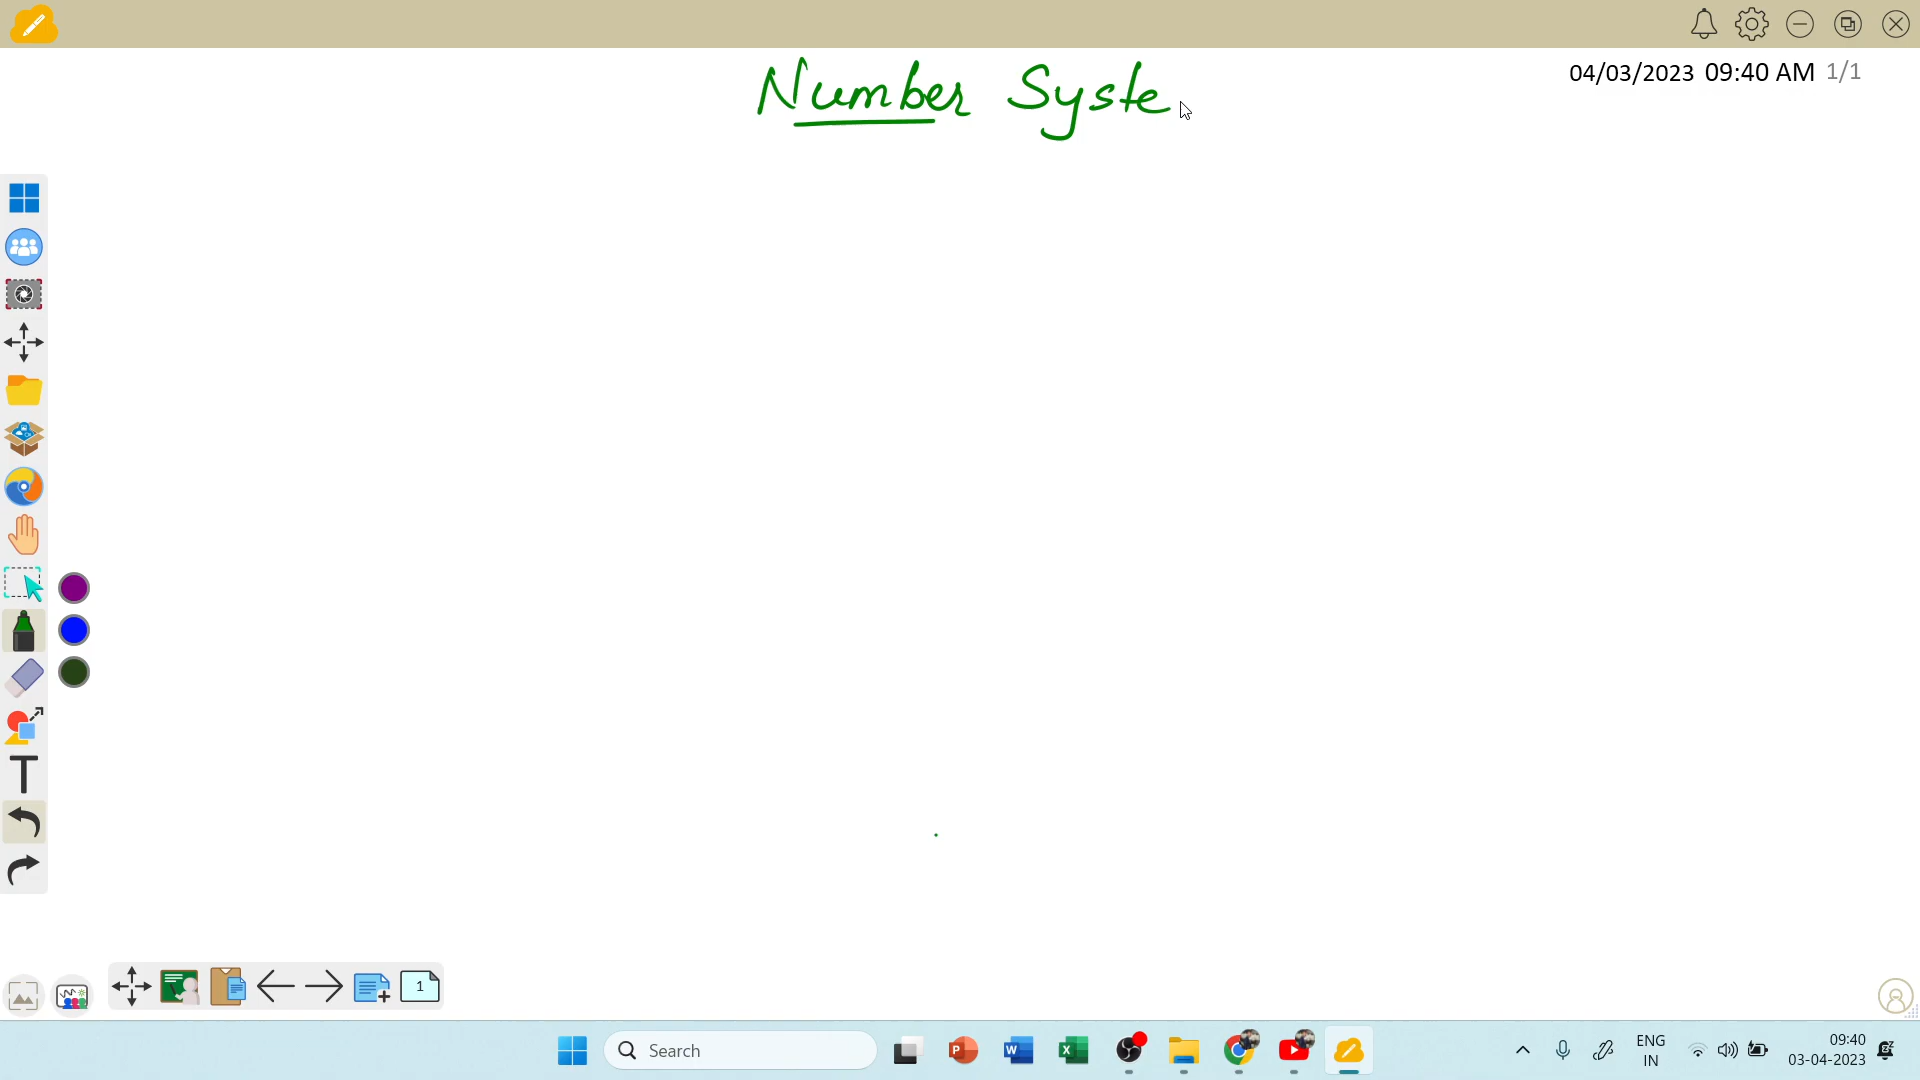 04/03/2023 09:40 AM 1/1
Number Syste
1
Search
P
W
X
ENG
IN
09:40
03-04-2023